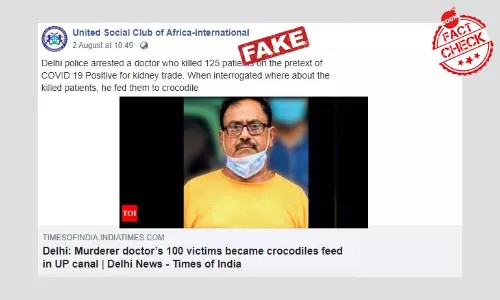 United Social Club of Africa-international
2 August at 10:49
FAKE
BOOM
FACT
CHECK
Delhi police arrested a doctor who killed 125 patients on the pretext of
COVID 19 Positive for kidney trade. When interrogated where about the
killed patients, he fed them to crocodile
TOI
TIMESOFINDIA.INDIATIMES.COM
Delhi: Murderer doctor's 100 victims became crocodiles feed
in UP canal | Delhi News - Times of India